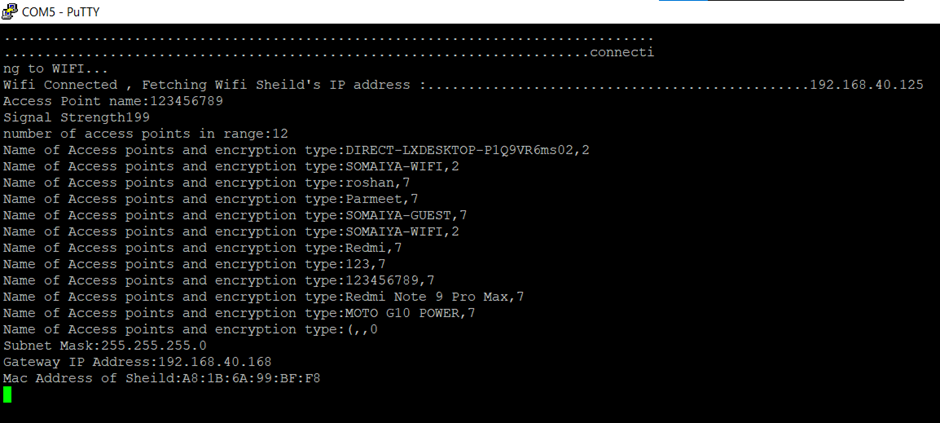 COM5 - PuTTY
................................................................................
........................................................................connecti
ng to WIFI...
Wifi Connected , Fetching Wifi Sheild's IP address :...............................................192.168.40.125
Access Point name:123456789
Signal Strength199
number of access points in range:12
Name of Access points and encryption type:DIRECT-LXDESKTOP-P1Q9VR6ms02,2
Name of Access points and encryption type:SOMAIYA-WIFI,2
Name of Access points and encryption type:roshan,7
Name of Access points and encryption type:Parmeet,7
Name of Access points and encryption type:SOMAIYA-GUEST,7
Name of Access points and encryption type:SOMAIYA-WIFI,2
Name of Access points and encryption type:Redmi,7
Name of Access points and encryption type:123,7
Name of Access points and encryption type:123456789,7
Name of Access points and encryption type:Redmi Note 9 Pro Max,7
Name of Access points and encryption type:MOTO G10 POWER,7
Name of Access points and encryption type:(,,0
Subnet Mask:255.255.255.0
Gateway IP Address:192.168.40.168
Mac Address of Sheild:A8:1B:6A:99:BF:F8